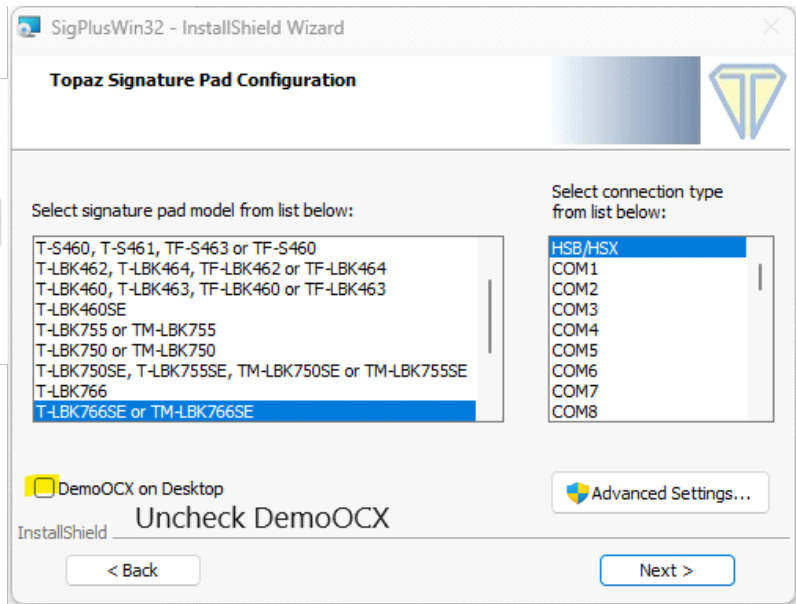 SigPlusWin32 - InstallShield Wizard
Topaz Signature Pad Configuration
Select signature pad model from list below:
Select connection type
from list below:
T-S460, T-S461, TF-S463 or TF-S460
T-LBK462, T-LBK464, TF-LBK462 or TF-LBK464
T-LBK460, T-LBK463, TF-LBK460 or TF-LBK463
T-LBK460SE
T-LBK755 or TM-LBK755
T-LBK750 or TM-LBK750
T-LBK750SE, T-LBK755SE, TM-LBK750SE or TM-LBK755SE
T-LBK766
T-LBK766SE or TM-LBK766SE
HSB/HSX
COM1
COM2
COM3
COM4
COM5
COM6
COM7
COM8
DemoOCX on Desktop
Advanced Settings...
Uncheck DemoOCX
InstallShield
< Back
Next >